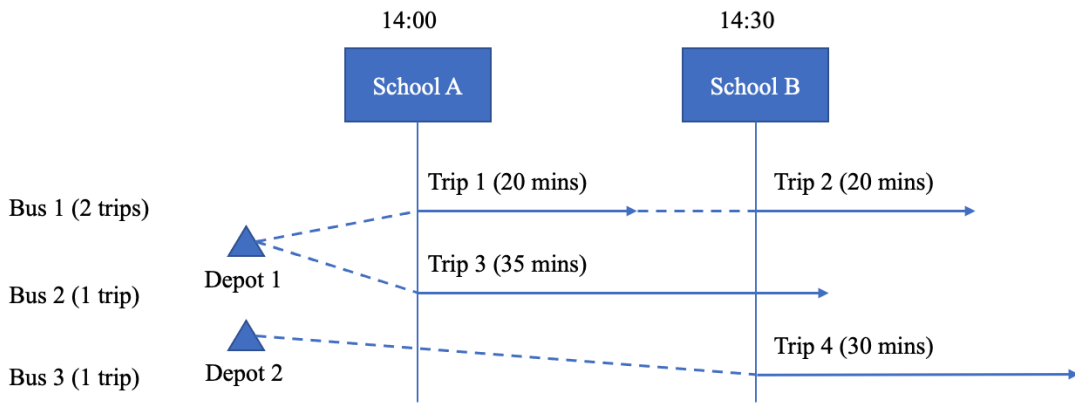 14:00
14:30
School A
School B
Trip 1 (20 mins)
Trip 2 (20 mins)
Bus 1 (2 trips)
Depot 1
Trip 3 (35 mins)
Bus 2 (1 trip)
Trip 4 (30 mins)
Depot 2
Bus 3 (1 trip)